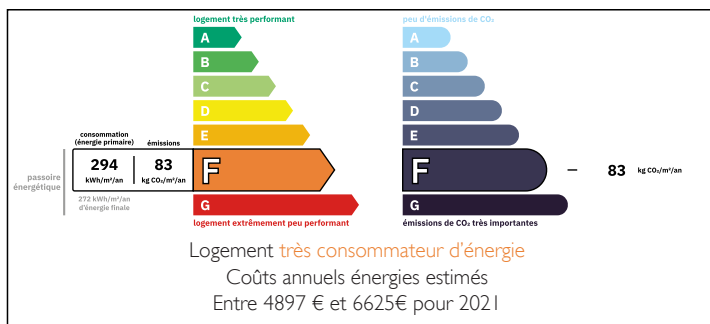 logement très performant
A
B
C
D
E
consommation
(énergie primaire)
émissions
294
kWh/m²/an
83
kg CO₂/m²/an
F
passoire
énergétique
272 kWh/m²/an
d'énergie finale
G
logement extrêmement peu performant
peu d'émissions de CO₂
A
B
C
D
E
F
83 kg CO₂/m²/an
G
émissions de CO₂ très importantes
Logement très consommateur d'énergie
Coûts annuels énergies estimés
Entre 4897 € et 6625€ pour 2021